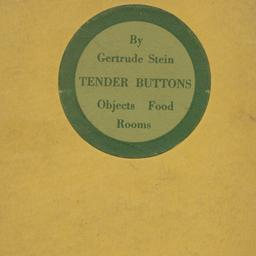 By
Gertrude Stein
TENDER BUTTONS
Objects Food
Rooms